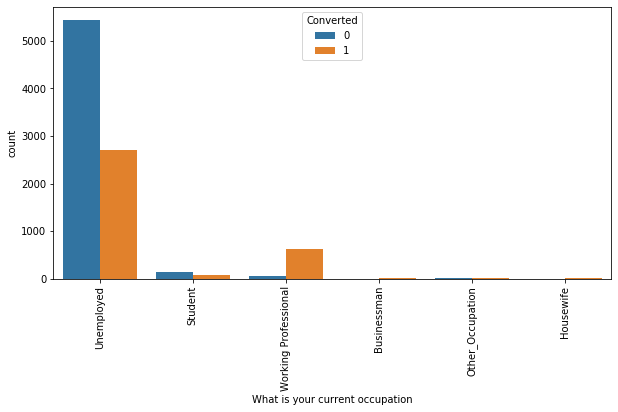 Converted
0
1
5000
4000
3000
2000
1000
0
count
Unemployed
Student
Working Professional
Businessman
Other_Occupation
Housewife
What is your current occupation